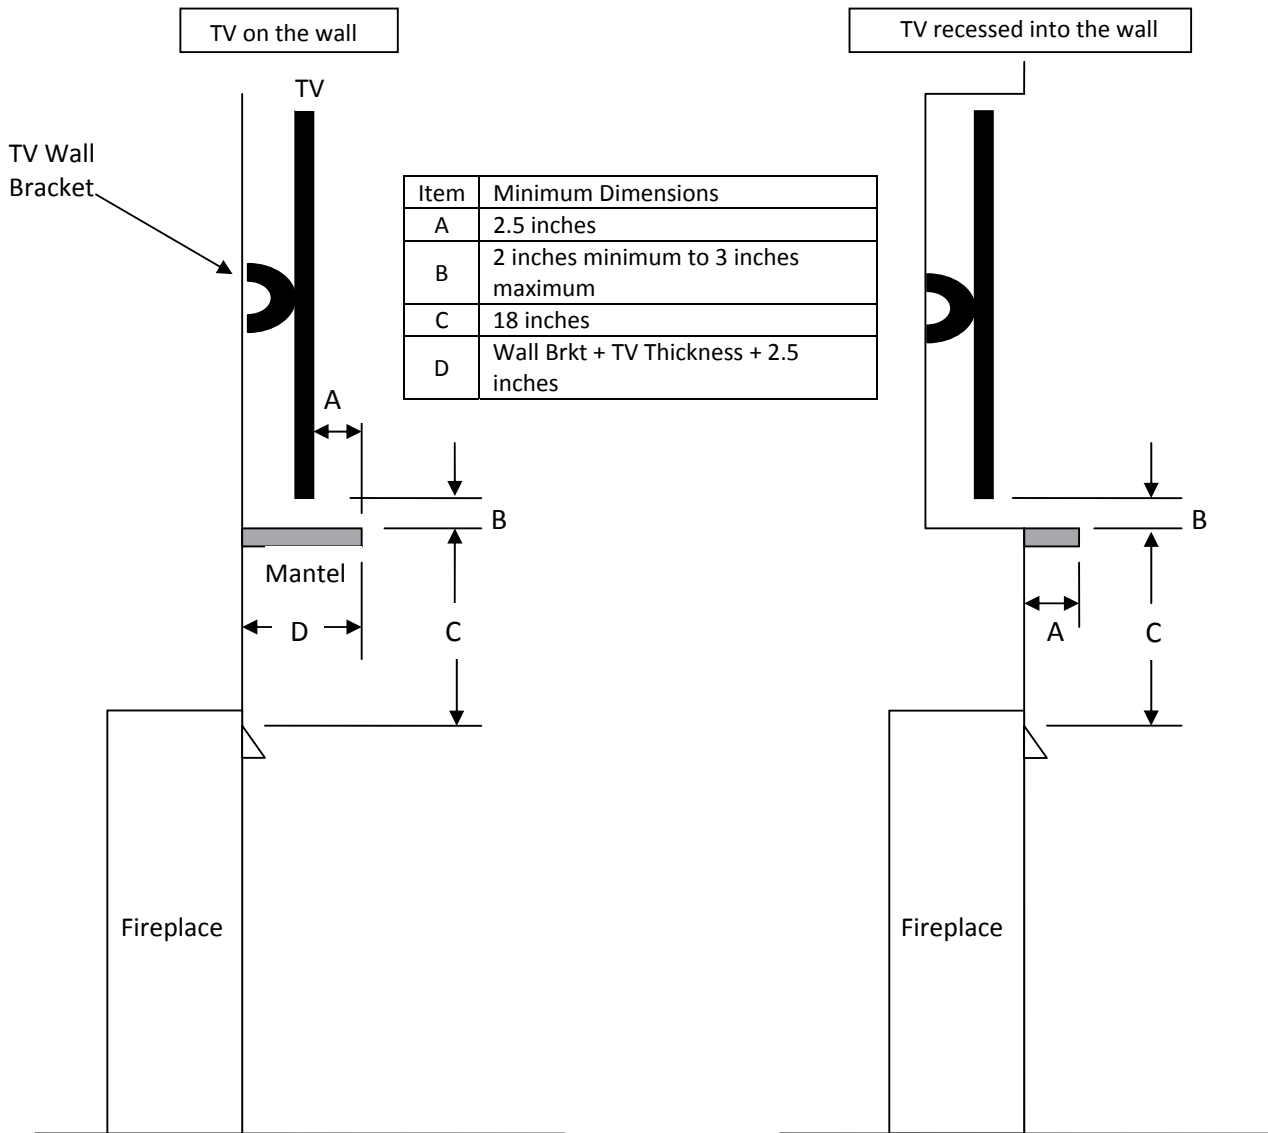 TV on the wall
TV recessed into the wall
TV
TV Wall
Bracket
Item Minimum Dimensions
A 2.5 inches
B 2 inches minimum to 3 inches
maximum
C 18 inches
D Wall Brkt + TV Thickness + 2.5
inches
A
B
Mantel
D
C
Fireplace
B
A
C
Fireplace